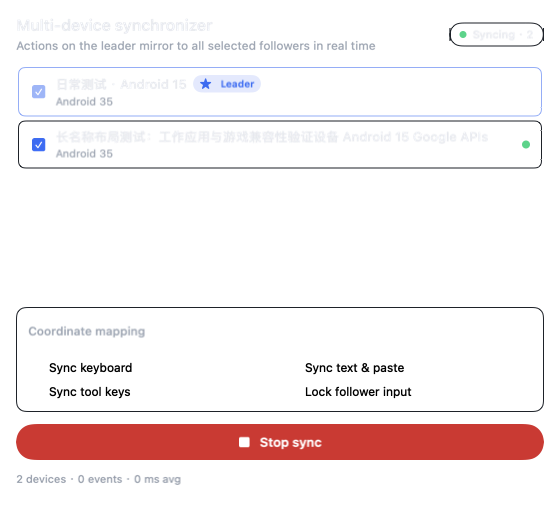 Multi-device synchronizer
Syncing · 2
Actions on the leader mirror to all selected followers in real time
日常测试 · Android 15 Leader
Android 35
长名称布局测试：工作应用与游戏兼容性验证设备 Android 15 Google APIs
Android 35
Coordinate mapping
Sync keyboard Sync text & paste
Sync tool keys Lock follower input
Stop sync
2 devices · 0 events · 0 ms avg